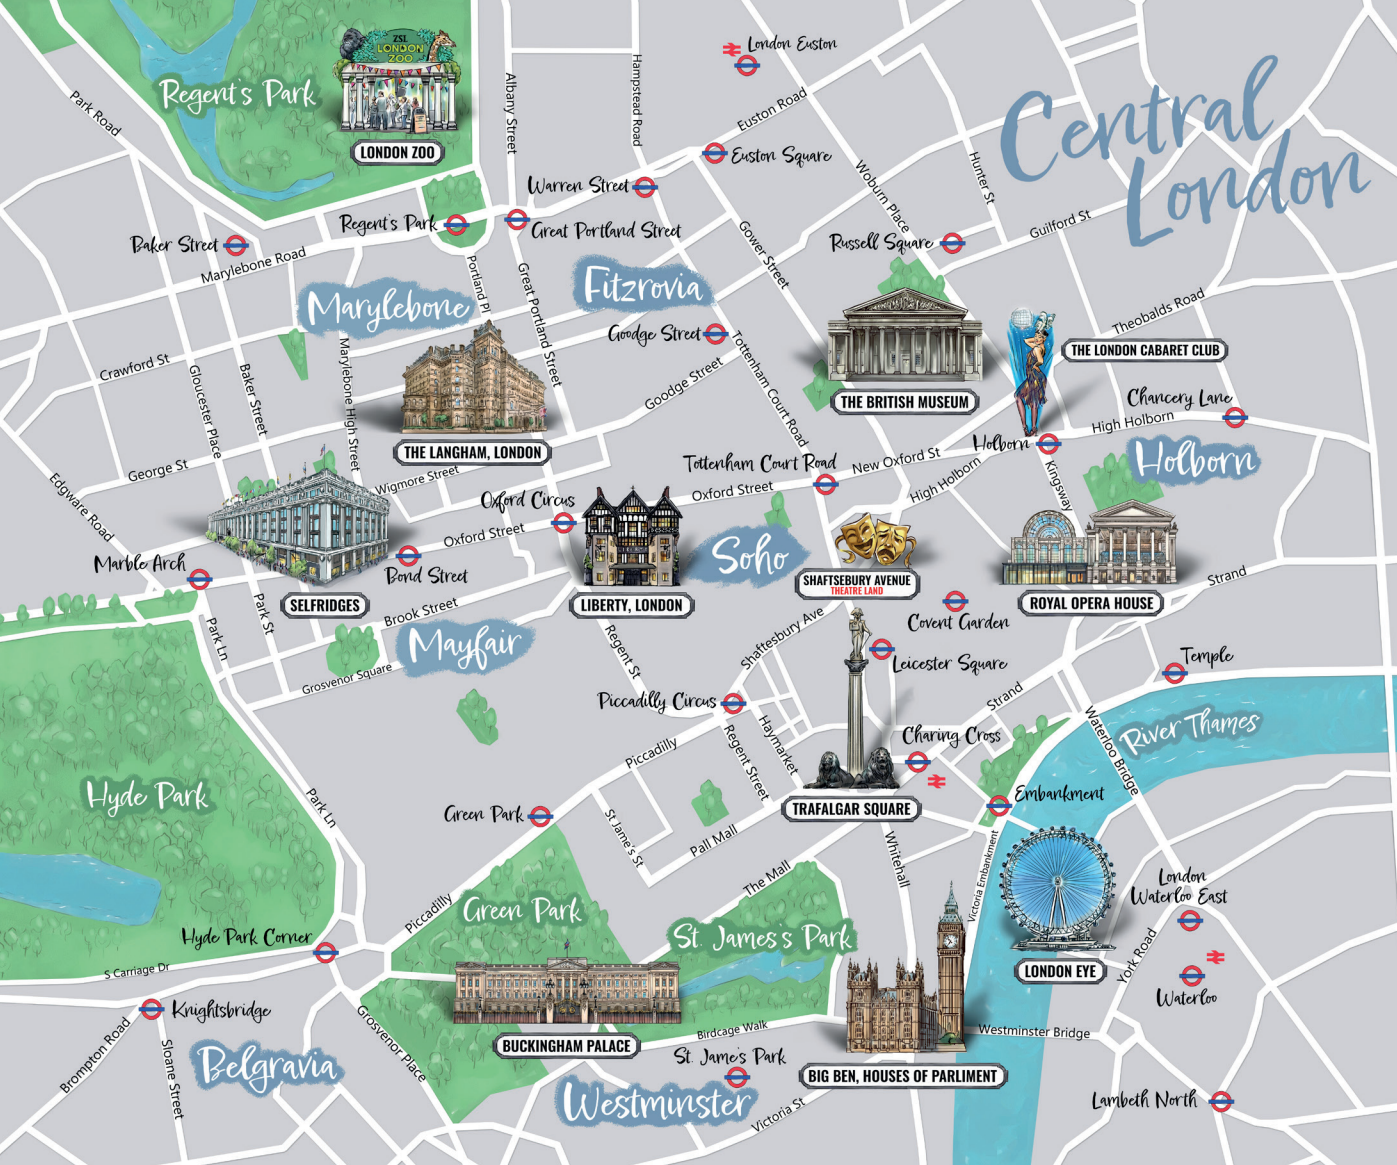 Central
London
London Euston
ZSL
LONDON
ZOO
Regent's Park
LONDON ZOO
Park Road
Albany Street
Hampstead Road
Euston Road
Euston Square
Warren Street
Woburn Place
Hunter St
Guilford St
Regent's Park
Great Portland Street
Baker Street
Marylebone Road
Russell Square
Gower Street
Portland Pl
Great Portland Street
Fitzrovia
Marylebone
Theobalds Road
Goodge Street
Tottenham Court Road
THE LONDON CABARET CLUB
Crawford St
Gloucester Place
Baker Street
Marylebone High Street
Goodge Street
THE BRITISH MUSEUM
Chancery Lane
High Holborn
Holborn
Holborn
THE LANGHAM, LONDON
George St
Wigmore Street
Tottenham Court Road
New Oxford St
High Holborn
Kingsway
Edgware Road
Oxford Circus
Oxford Street
Oxford Street
Soho
Marble Arch
Bond Street
SHAFTSEBURY AVENUE
THEATRE LAND
Strand
SELFRIDGES
LIBERTY, LONDON
ROYAL OPERA HOUSE
Park St
Brook Street
Covent Garden
Park Ln
Mayfair
Regent St
Shaftesbury Ave
Leicester Square
Temple
Grosvenor Square
Piccadilly Circus
Strand
Waterloo Bridge
River Thames
Haymarket
Regent Street
Piccadilly
Charing Cross
Hyde Park
Park Ln
Green Park
TRAFALGAR SQUARE
Embankment
St Jame's St
Pall Mall
Whitehall
Victoria Embankment
The Mall
London
Waterloo East
Piccadilly
Green Park
St. James's Park
Hyde Park Corner
S Carriage Dr
York Road
LONDON EYE
Waterloo
Knightsbridge
Brompton Road
Sloane Street
Grosvenor Place
Belgravia
BUCKINGHAM PALACE
Birdcage Walk
Westminster Bridge
St. Jame's Park
BIG BEN, HOUSES OF PARLIMENT
Westminster
Victoria St
Lambeth North